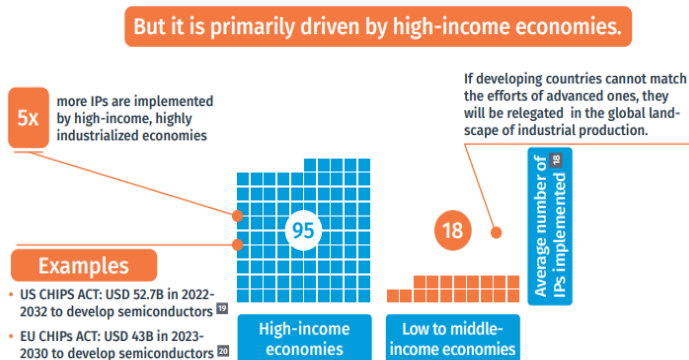 But it is primarily driven by high-income economies.
5x
more IPs are implemented
by high-income, highly
industrialized economies
If developing countries cannot match
the efforts of advanced ones, they
will be relegated  in the global land-
scape of industrial production.
95
18
Average number of
IPs implemented 18
Examples
• US CHIPS ACT: USD 52.7B in 2022-
2032 to develop semiconductors 19
• EU CHIPs ACT: USD 43B in 2023-
2030 to develop semiconductors 20
High-income
economies
Low to middle-
income economies